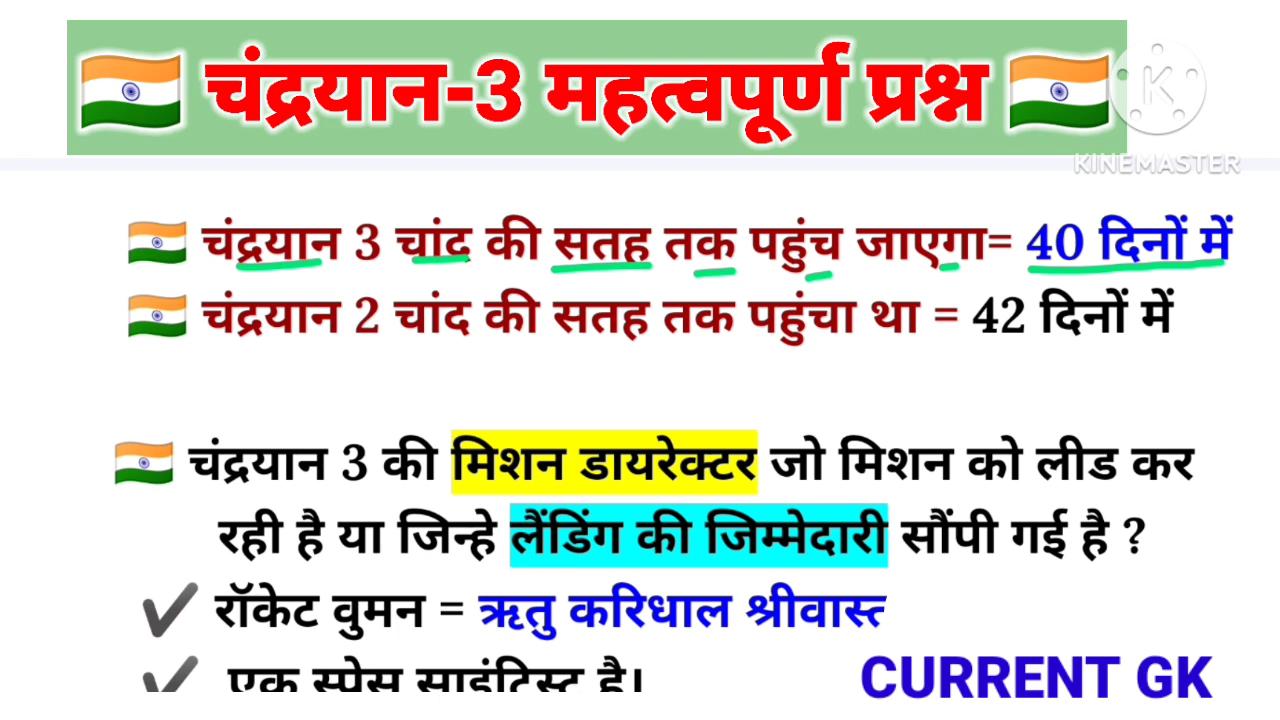 🇮🇳 चंद्रयान-3 महत्वपूर्ण प्रश्न 🇮🇳
K
KINEMASTER
🇮🇳 चंद्रयान 3 चांद की सतह तक पहुंच जाएगा= 40 दिनों में
🇮🇳 चंद्रयान 2 चांद की सतह तक पहुंचा था = 42 दिनों में
🇮🇳 चंद्रयान 3 की मिशन डायरेक्टर जो मिशन को लीड कर
रही है या जिन्हे लैंडिंग की जिम्मेदारी सौंपी गई है ?
✔ रॉकेट वुमन = ऋतु करिधाल
✔ एक स्पेस साइंटिस्ट है।
CURRENT GK